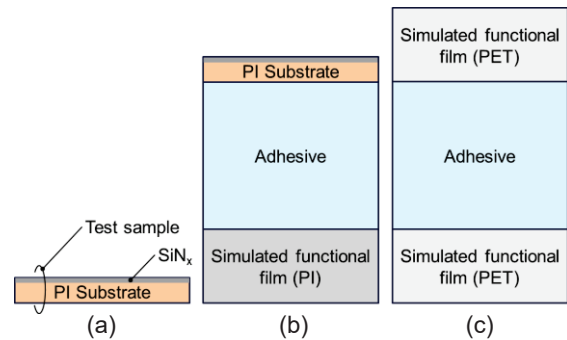 Test sample
SiNₓ
PI Substrate
(a)
PI Substrate
Adhesive
Simulated functional
film (PI)
(b)
Simulated functional
film (PET)
Adhesive
Simulated functional
film (PET)
(c)